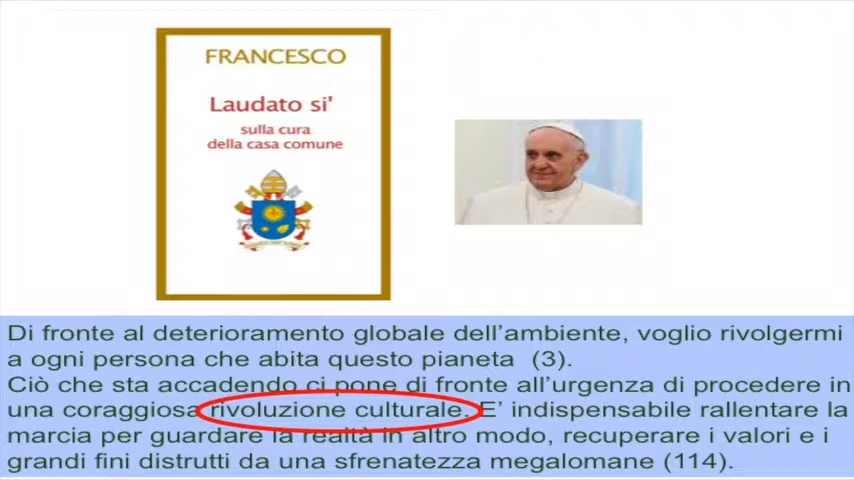 FRANCESCO
Laudato si'
sulla cura
della casa comune
Di fronte al deterioramento globale dell'ambiente, voglio rivolgermi
a ogni persona che abita questo pianeta (3).
Ciò che sta accadendo ci pone di fronte all'urgenza di procedere in
una coraggiosa rivoluzione culturale. E' indispensabile rallentare la
marcia per guardare la realtà in altro modo, recuperare i valori e i
grandi fini distrutti da una sfrenatezza megalomane (114).